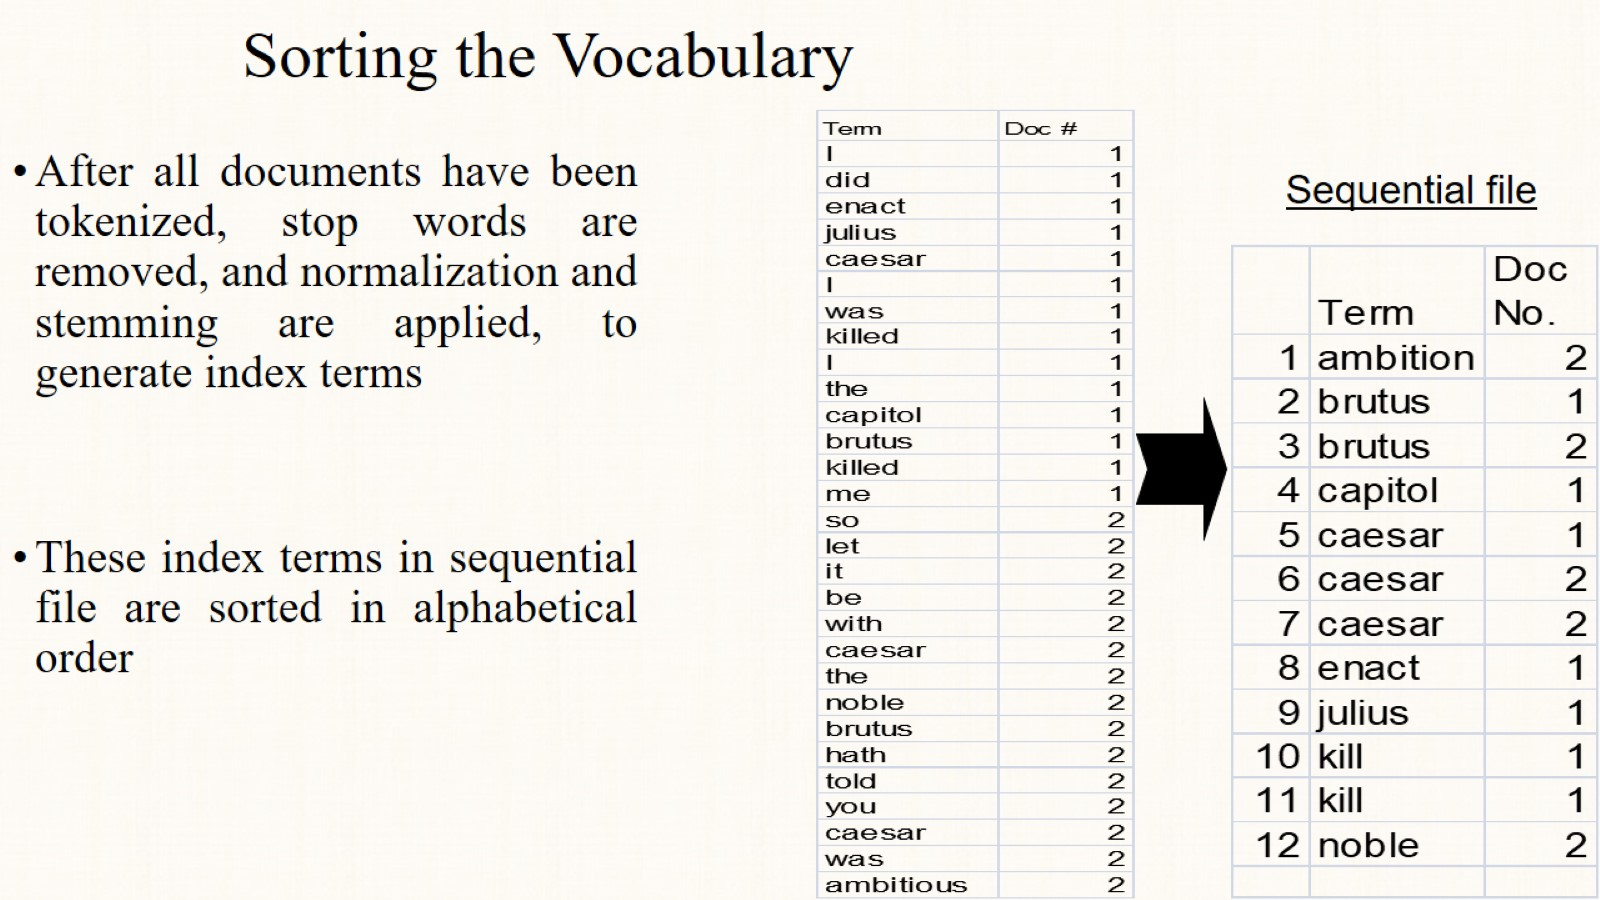 Sorting the Vocabulary
• After all documents have been
tokenized, stop words are
removed, and normalization and
stemming are applied, to
generate index terms
• These index terms in sequential
file are sorted in alphabetical
order
Term Doc #
I 1
did 1
enact 1
julius 1
caesar 1
I 1
was 1
killed 1
I 1
the 1
capitol 1
brutus 1
killed 1
me 1
so 2
let 2
it 2
be 2
with 2
caesar 2
the 2
noble 2
brutus 2
hath 2
told 2
you 2
caesar 2
was 2
ambitious 2
Sequential file
Term Doc No.
1 ambition 2
2 brutus 1
3 brutus 2
4 capitol 1
5 caesar 1
6 caesar 2
7 caesar 2
8 enact 1
9 julius 1
10 kill 1
11 kill 1
12 noble 2